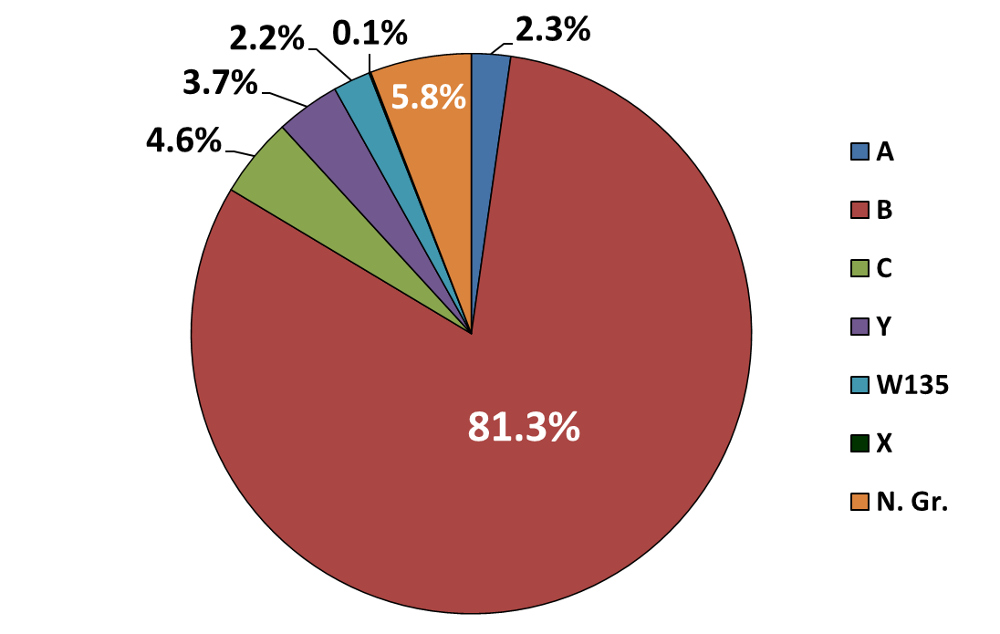 2.2%
0.1%
2.3%
3.7%
5.8%
4.6%
81.3%
A
B
C
Y
W135
X
N. Gr.